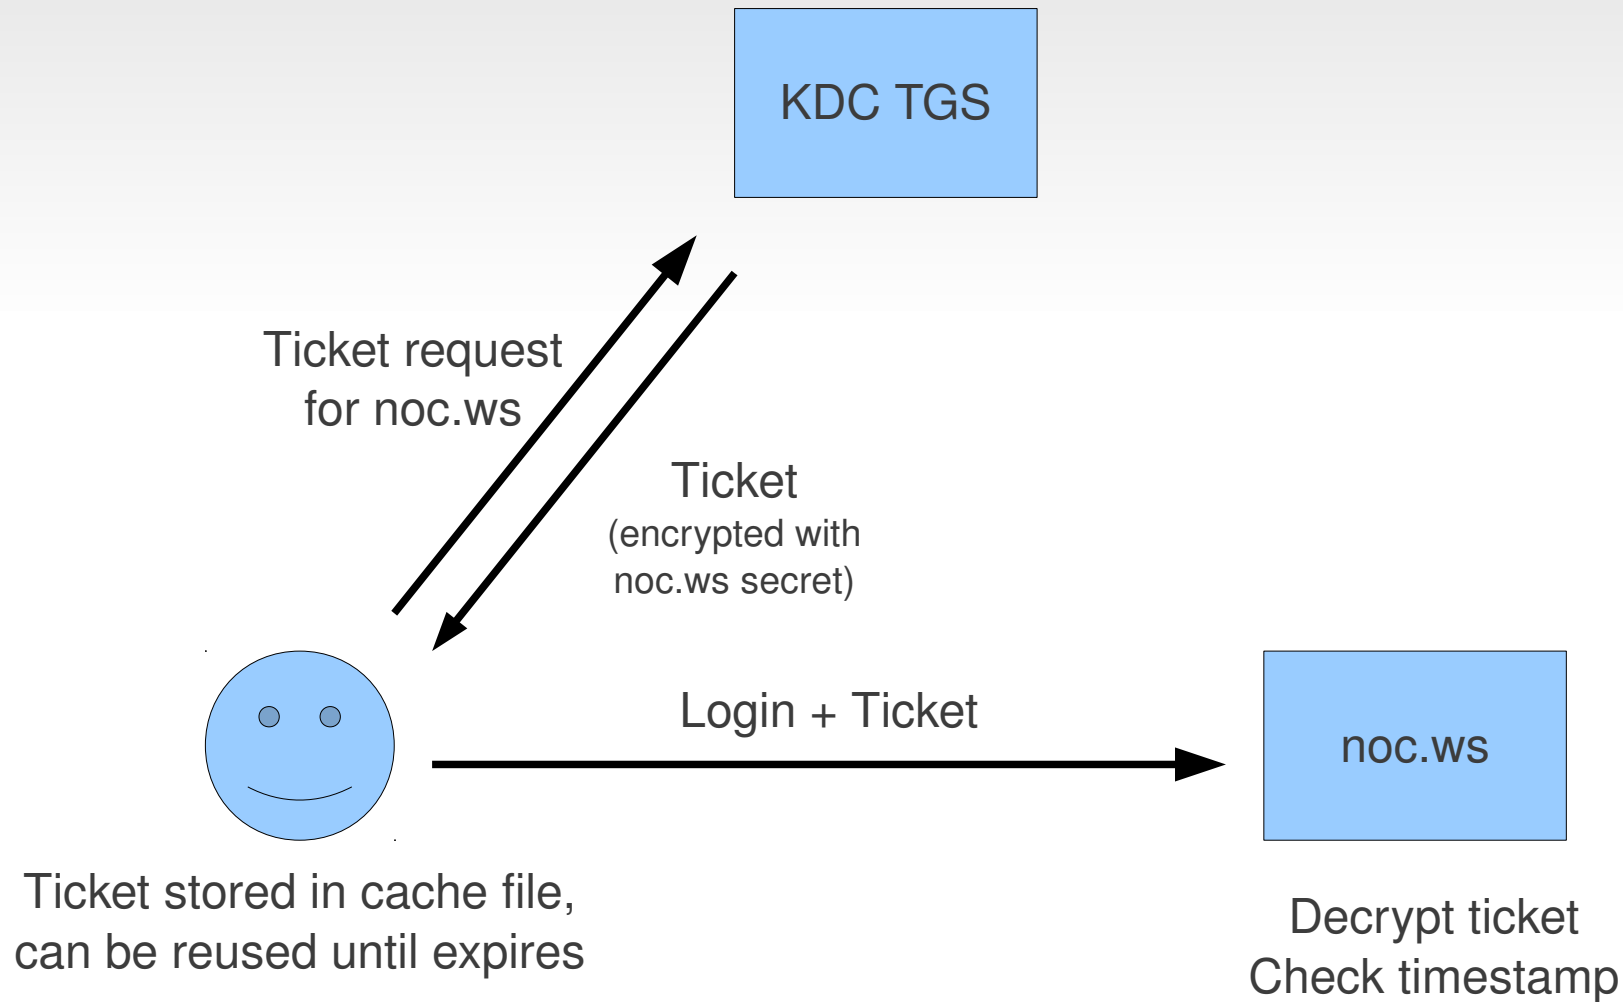 KDC TGS
Ticket request
for noc.ws
Ticket
(encrypted with
noc.ws secret)
Login + Ticket
noc.ws
Ticket stored in cache file,
can be reused until expires
Decrypt ticket
Check timestamp